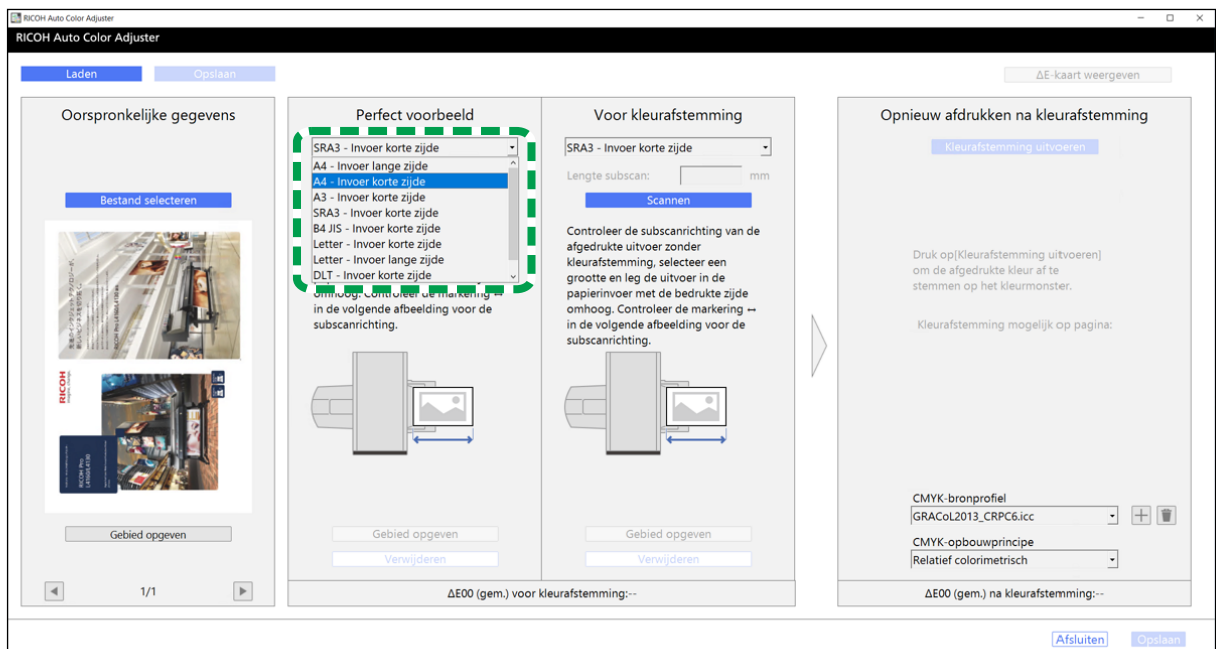 RICOH Auto Color Adjuster
RICOH Auto Color Adjuster
Laden
Opslaan
ΔE-kaart weergeven
Oorspronkelijke gegevens
Bestand selecteren
RICOH
RICOH Pro
L4160/L4130
Gebied opgeven
1/1
Perfect voorbeeld
SRA3 - Invoer korte zijde
A4 - Invoer lange zijde
A4 - Invoer korte zijde
A3 - Invoer korte zijde
SRA3 - Invoer korte zijde
B4 JIS - Invoer korte zijde
Letter - Invoer korte zijde
Letter - Invoer lange zijde
DLT - Invoer korte zijde
omhoog. Controleer de markering ↔
in de volgende afbeelding voor de
subscanrichting.
Gebied opgeven
Verwijderen
Voor kleurafstemming
SRA3 - Invoer korte zijde
Lengte subscan:
mm
Scannen
Controleer de subscanrichting van de
afgedrukte uitvoer zonder
kleurafstemming, selecteer een
grootte en leg de uitvoer in de
papierinvoer met de bedrukte zijde
omhoog. Controleer de markering ↔
in de volgende afbeelding voor de
subscanrichting.
Gebied opgeven
Verwijderen
ΔE00 (gem.) voor kleurafstemming:--
Opnieuw afdrukken na kleurafstemming
Kleurafstemming uitvoeren
Druk op[Kleurafstemming uitvoeren]
om de afgedrukte kleur af te
stemmen op het kleurmonster.
Kleurafstemming mogelijk op pagina:
CMYK-bronprofiel
GRACoL2013_CRPC6.icc
CMYK-opbouwprincipe
Relatief colorimetrisch
ΔE00 (gem.) na kleurafstemming:--
Afsluiten
Opslaan